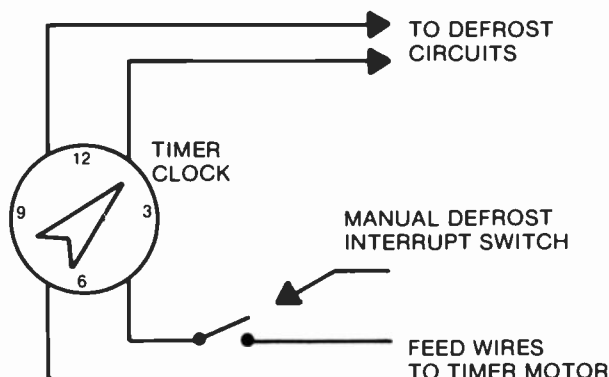 TO DEFROST
CIRCUITS
12
TIMER
CLOCK
9
3
MANUAL DEFROST
INTERRUPT SWITCH
6
FEED WIRES
TO TIMER MOTOR